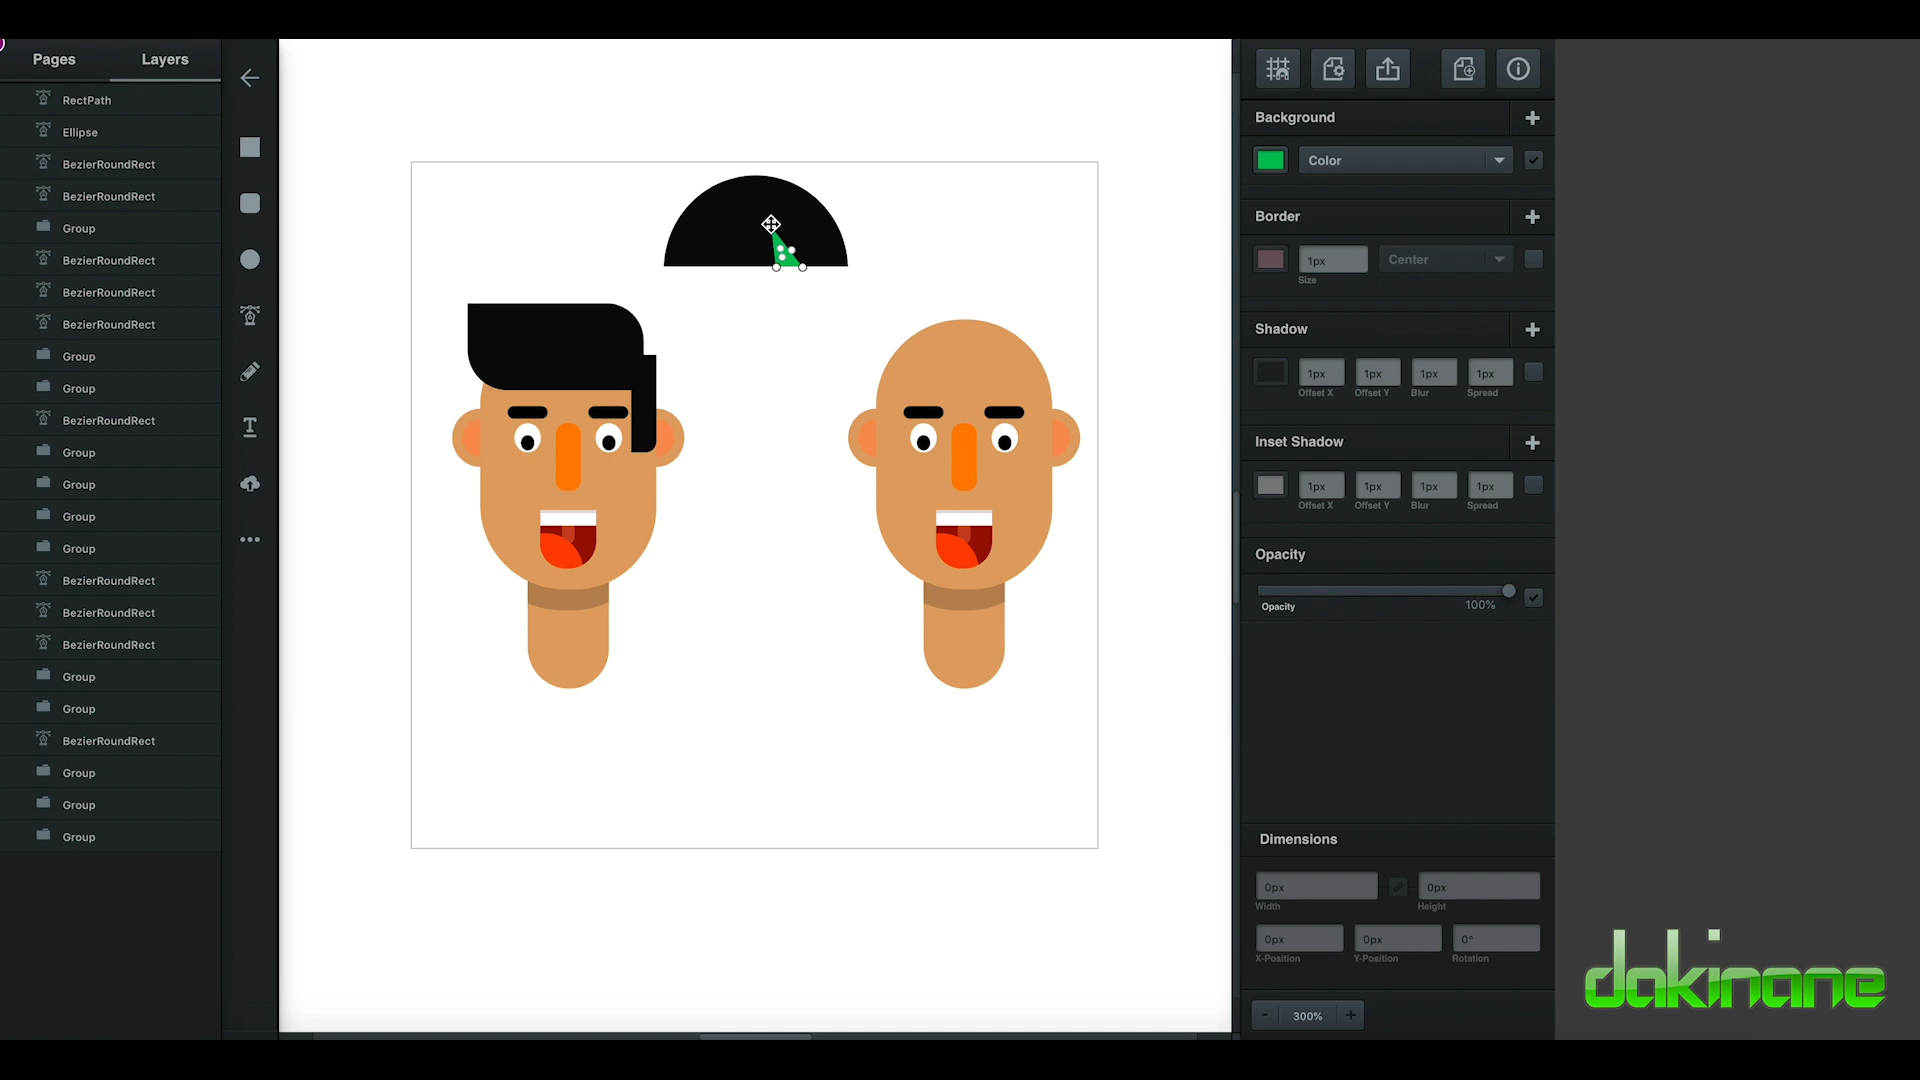 Pages
Layers
RectPath
Ellipse
BezierRoundRect
BezierRoundRect
Group
BezierRoundRect
BezierRoundRect
BezierRoundRect
Group
Group
BezierRoundRect
Group
Group
Group
Group
BezierRoundRect
BezierRoundRect
BezierRoundRect
Group
Group
BezierRoundRect
Group
Group
Group
T
Background
Color
Border
1px
Center
Size
Shadow
1px 1px 1px 1px
Offset X Offset Y Blur Spread
Inset Shadow
1px 1px 1px 1px
Offset X Offset Y Blur Spread
Opacity
Opacity 100%
Dimensions
0px 0px
Width Height
0px 0px 0°
X-Position Y-Position Rotation
- 300% +
dakinane